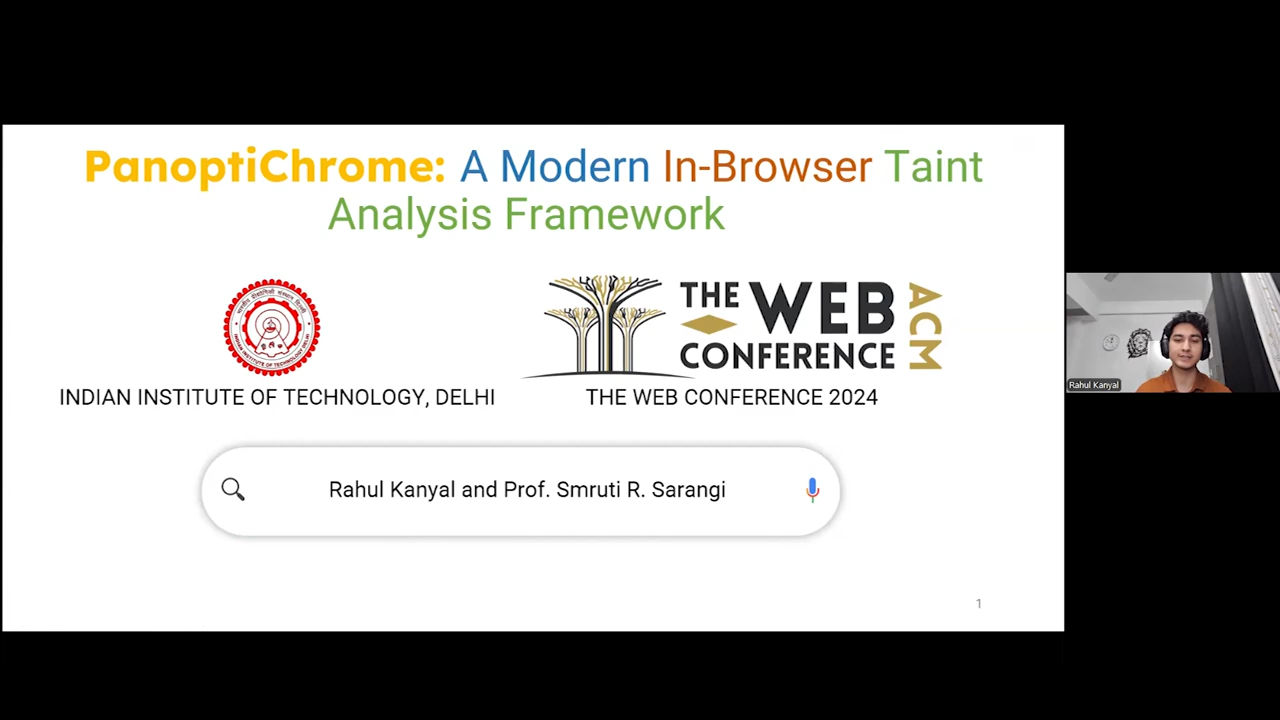 PanoptiChrome: A Modern In-Browser Taint
Analysis Framework
THE WEB
CONFERENCE
ACM
INDIAN INSTITUTE OF TECHNOLOGY, DELHI
THE WEB CONFERENCE 2024
Rahul Kanyal and Prof. Smruti R. Sarangi
1
Rahul Kanyal